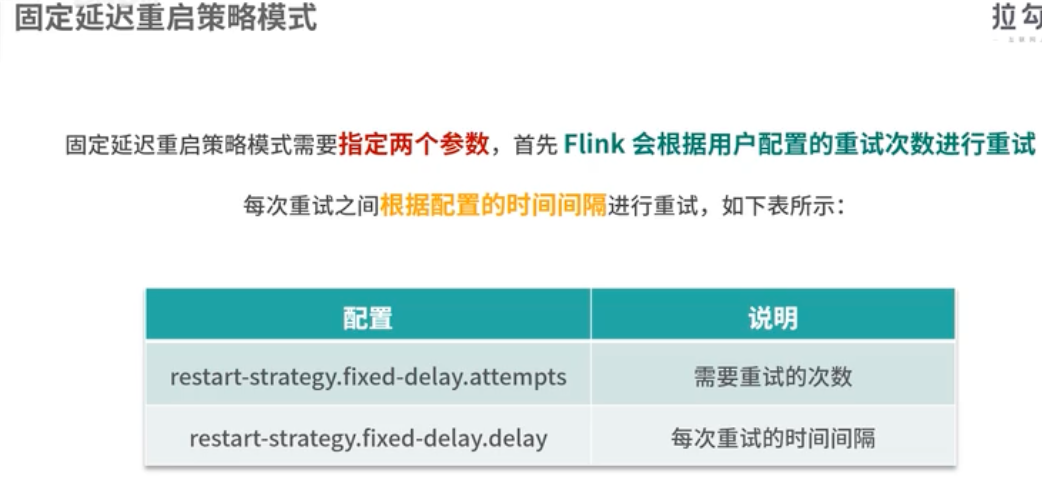 固定延迟重启策略模式
拉勾
固定延迟重启策略模式需要指定两个参数，首先 Flink 会根据用户配置的重试次数进行重试
每次重试之间根据配置的时间间隔进行重试，如下表所示：
配置 说明
restart-strategy.fixed-delay.attempts 需要重试的次数
restart-strategy.fixed-delay.delay 每次重试的时间间隔